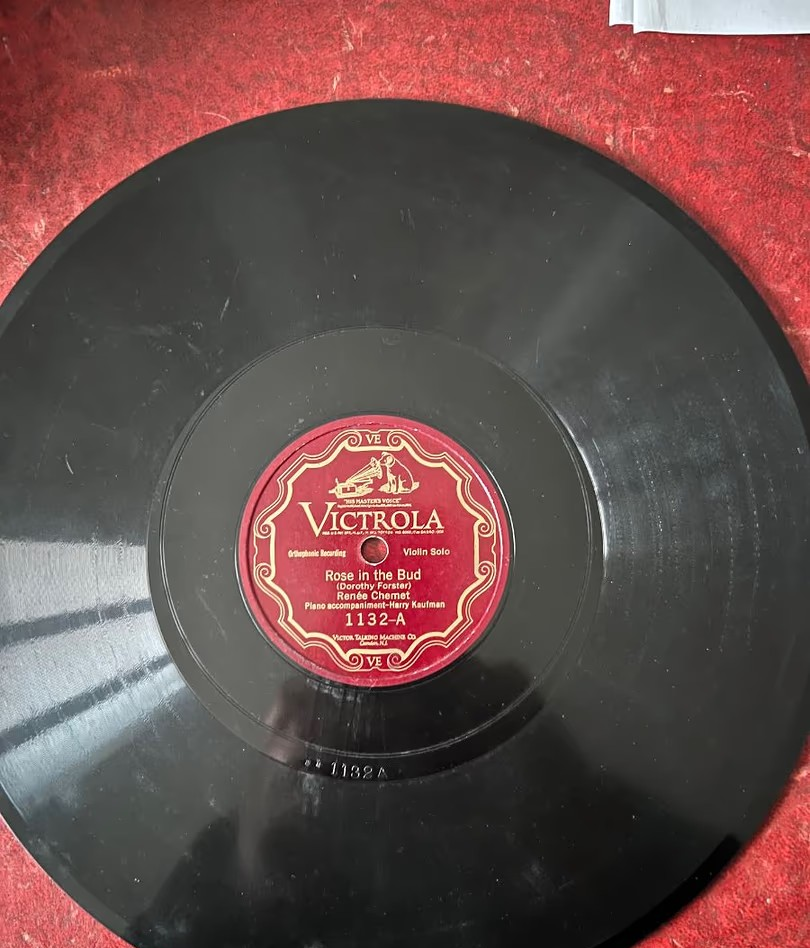 VE
"HIS MASTER'S VOICE"
VICTROLA
Orthophonic Recording Violin Solo
Rose in the Bud
(Dorothy Forster)
Renée Chemet
Piano accompaniment-Harry Kaufman
1132-A
VICTOR TALKING MACHINE CO.
Camden, N.J.
VE
1132A